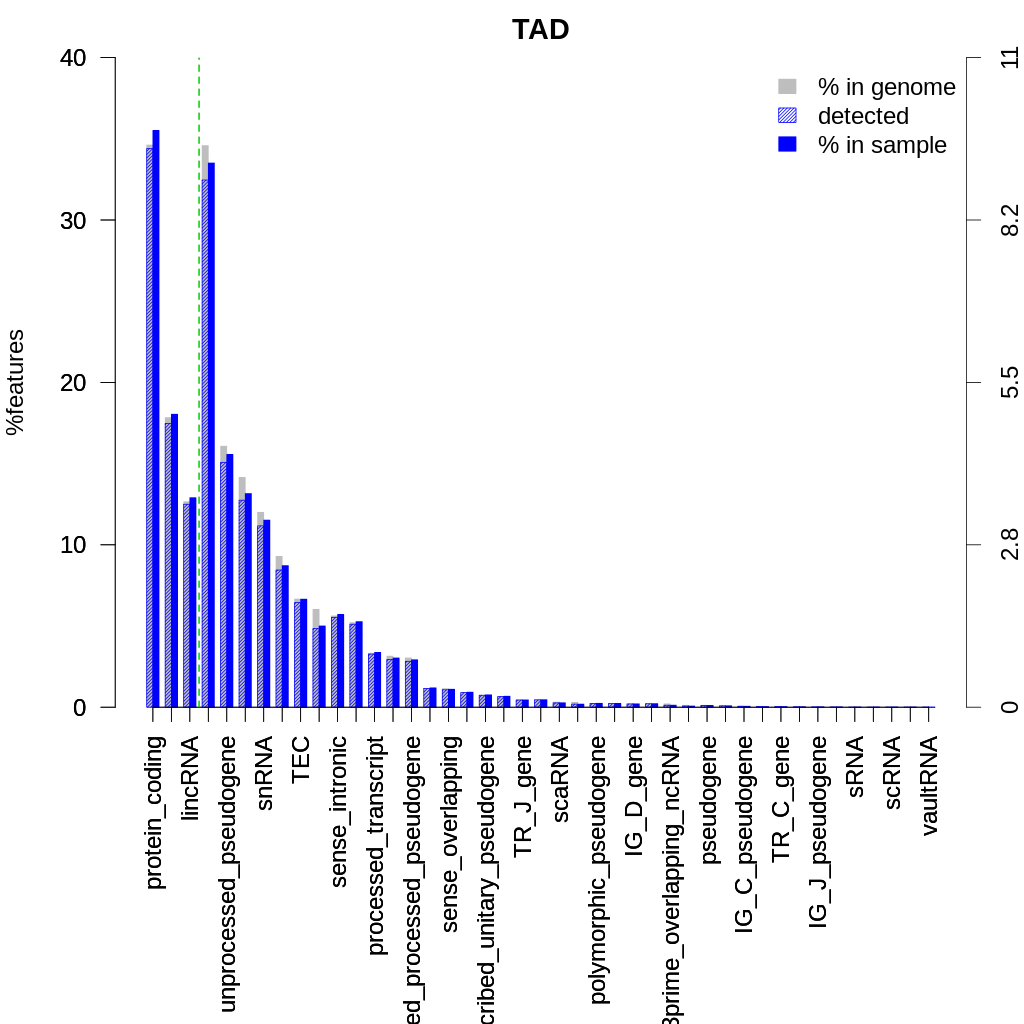 TAD
% in genome
detected
% in sample
%features
40
30
20
10
0
11
8.2
5.5
2.8
0
protein_coding
lincRNA
unprocessed_pseudogene
snRNA
TEC
sense_intronic
processed_transcript
ed_processed_pseudogene
sense_overlapping
cribed_unitary_pseudogene
TR_J_gene
scaRNA
polymorphic_pseudogene
IG_D_gene
3prime_overlapping_ncRNA
pseudogene
IG_C_pseudogene
TR_C_gene
IG_J_pseudogene
sRNA
scRNA
vaultRNA